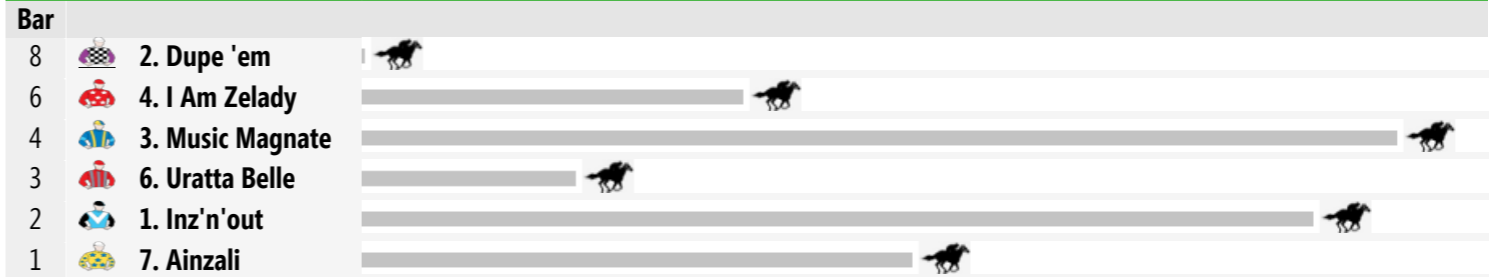 Bar
8 2. Dupe 'em
6 4. I Am Zelady
4 3. Music Magnate
3 6. Uratta Belle
2 1. Inz'n'out
1 7. Ainzali